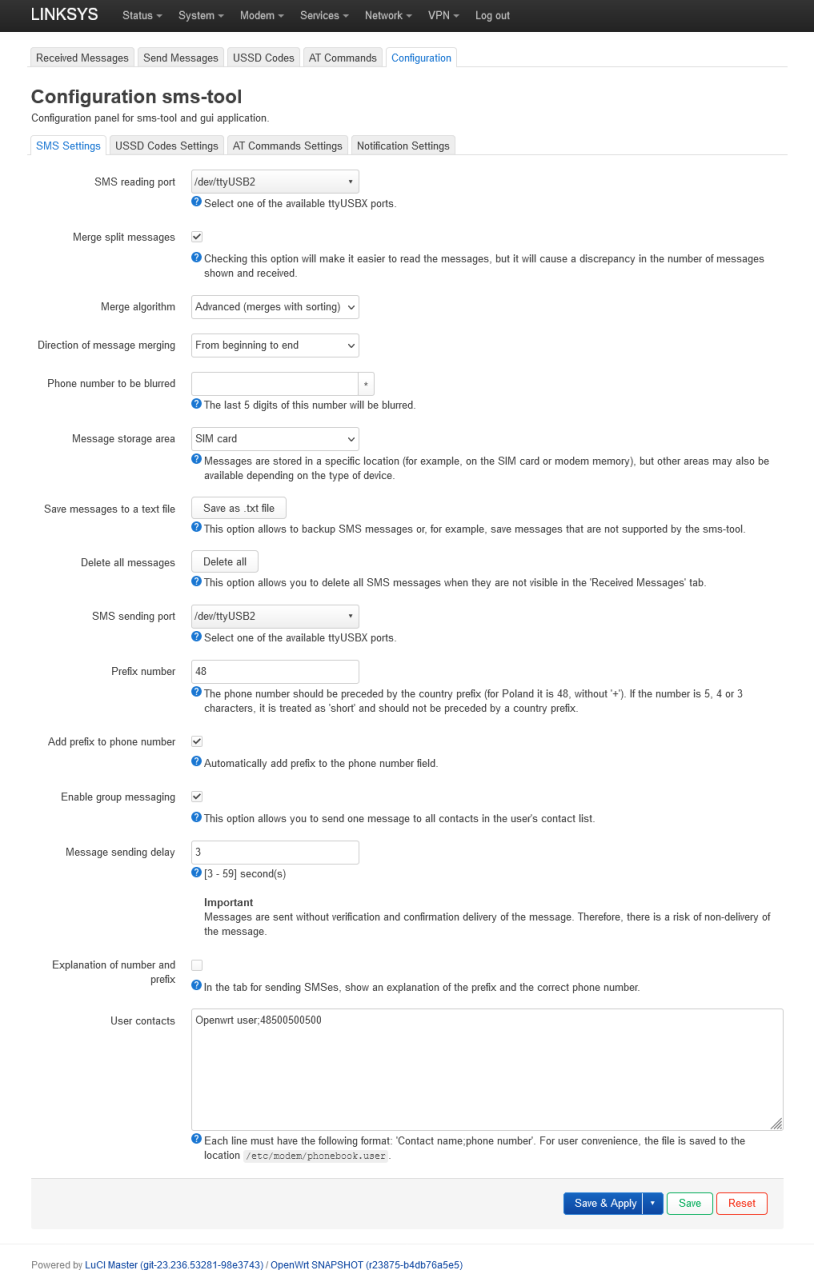 LINKSYS Status System Modem Services Network VPN Log out
Received Messages Send Messages USSD Codes AT Commands Configuration
Configuration sms-tool
Configuration panel for sms-tool and gui application.
SMS Settings USSD Codes Settings AT Commands Settings Notification Settings
SMS reading port /dev/ttyUSB2
Select one of the available ttyUSBX ports.
Merge split messages
Checking this option will make it easier to read the messages, but it will cause a discrepancy in the number of messages
shown and received.
Merge algorithm Advanced (merges with sorting)
Direction of message merging From beginning to end
Phone number to be blurred *
The last 5 digits of this number will be blurred.
Message storage area SIM card
Messages are stored in a specific location (for example, on the SIM card or modem memory), but other areas may also be
available depending on the type of device.
Save messages to a text file Save as .txt file
This option allows to backup SMS messages or, for example, save messages that are not supported by the sms-tool.
Delete all messages Delete all
This option allows you to delete all SMS messages when they are not visible in the 'Received Messages' tab.
SMS sending port /dev/ttyUSB2
Select one of the available ttyUSBX ports.
Prefix number 48
The phone number should be preceded by the country prefix (for Poland it is 48, without '+'). If the number is 5, 4 or 3
characters, it is treated as 'short' and should not be preceded by a country prefix.
Add prefix to phone number
Automatically add prefix to the phone number field.
Enable group messaging
This option allows you to send one message to all contacts in the user's contact list.
Message sending delay 3
[3 - 59] second(s)
Important
Messages are sent without verification and confirmation delivery of the message. Therefore, there is a risk of non-delivery of
the message.
Explanation of number and
prefix
In the tab for sending SMSes, show an explanation of the prefix and the correct phone number.
User contacts Openwrt user;48500500500
Each line must have the following format: 'Contact name;phone number'. For user convenience, the file is saved to the
location /etc/modem/phonebook.user .
Save & Apply Save Reset
Powered by LuCI Master (git-23.236.53281-98e3743) / OpenWrt SNAPSHOT (r23875-b4db76a5e5)